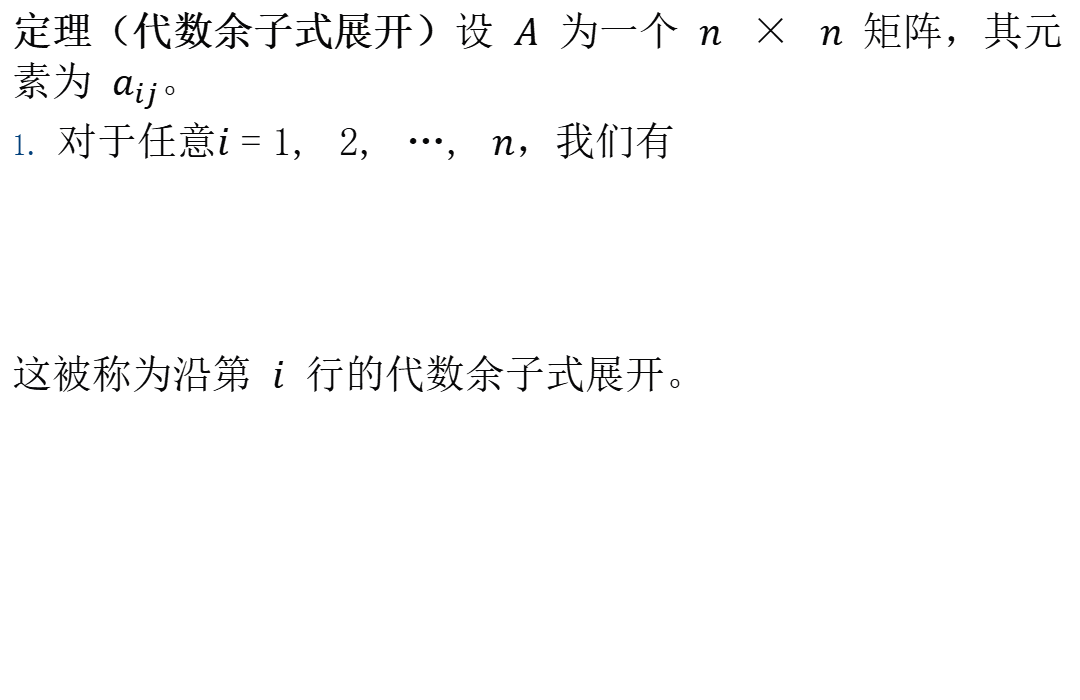 定理（代数余子式展开）设 A 为一个 n × n 矩阵，其元
素为 a_{ij}。
1. 对于任意i = 1, 2, ⋯, n，我们有
这被称为沿第 i 行的代数余子式展开。